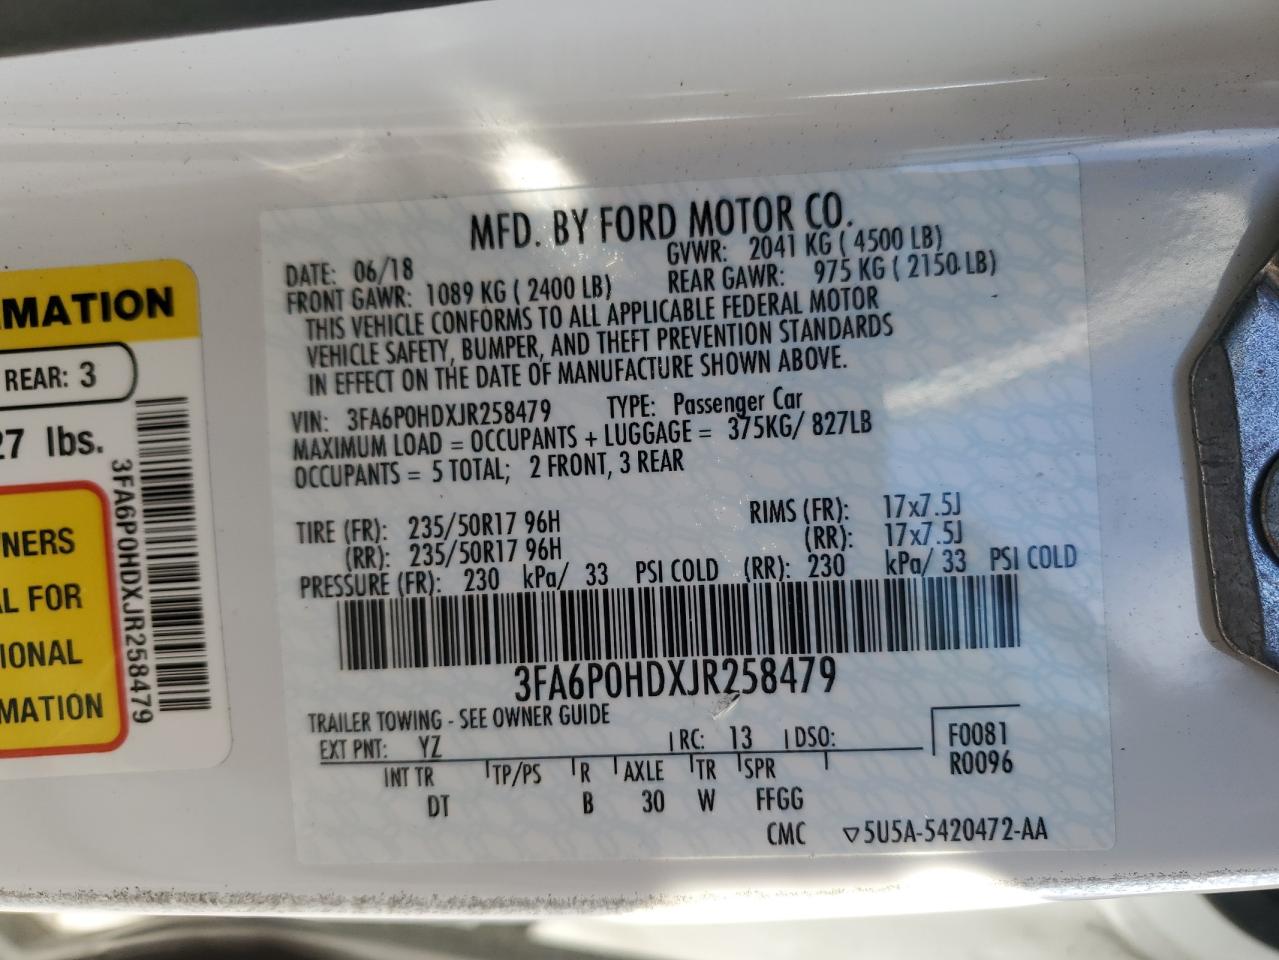 MFD. BY FORD MOTOR CO.
DATE: 06/18 GVWR: 2041 KG ( 4500 LB)
FRONT GAWR: 1089 KG ( 2400 LB) REAR GAWR: 975 KG ( 2150 LB)
THIS VEHICLE CONFORMS TO ALL APPLICABLE FEDERAL MOTOR
VEHICLE SAFETY, BUMPER, AND THEFT PREVENTION STANDARDS
IN EFFECT ON THE DATE OF MANUFACTURE SHOWN ABOVE.
VIN: 3FA6P0HDXJR258479 TYPE: Passenger Car
MAXIMUM LOAD = OCCUPANTS + LUGGAGE = 375KG/ 827LB
OCCUPANTS = 5 TOTAL; 2 FRONT, 3 REAR
TIRE (FR): 235/50R17 96H RIMS (FR): 17x7.5J
(RR): 235/50R17 96H (RR): 17x7.5J
PRESSURE (FR): 230 kPa/ 33 PSI COLD (RR): 230 kPa/ 33 PSI COLD
3FA6P0HDXJR258479
TRAILER TOWING - SEE OWNER GUIDE
EXT PNT: YZ RC: 13 DSO: F0081
R0096
INT TR TP/PS R AXLE TR SPR
DT B 30 W FFGG
CMC ▽5U5A-5420472-AA
RMATION
REAR: 3
27 lbs.
3FA6P0HDXJR258479
NERS
L FOR
IONAL
MATION